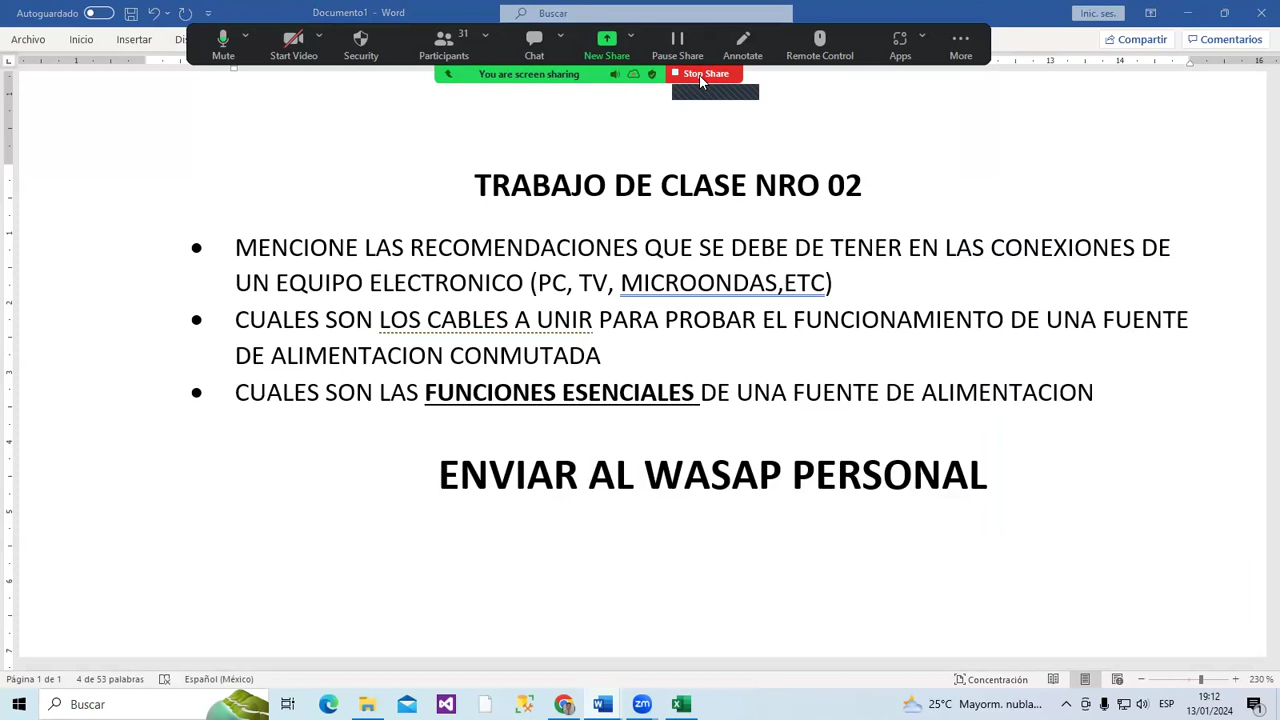 Autoguardado
Word
Buscar
Inic. ses.
Archivo Inicio Insertar
Compartir Comentarios
Mute Start Video Security Participants 31 Chat New Share Pause Share Annotate Remote Control Apps More
You are screen sharing Stop Share
14 16
TRABAJO DE CLASE NRO 02
• MENCIONE LAS RECOMENDACIONES QUE SE DEBE DE TENER EN LAS CONEXIONES DE
UN EQUIPO ELECTRONICO (PC, TV, MICROONDAS,ETC)
• CUALES SON LOS CABLES A UNIR PARA PROBAR EL FUNCIONAMIENTO DE UNA FUENTE
DE ALIMENTACION CONMUTADA
• CUALES SON LAS FUNCIONES ESENCIALES DE UNA FUENTE DE ALIMENTACION
ENVIAR AL WASAP PERSONAL
Página 1 de 1 4 de 53 palabras Español (México) Concentración 230 %
Buscar
zm
25°C Mayorm. nubla... ESP 19:12
13/01/2024